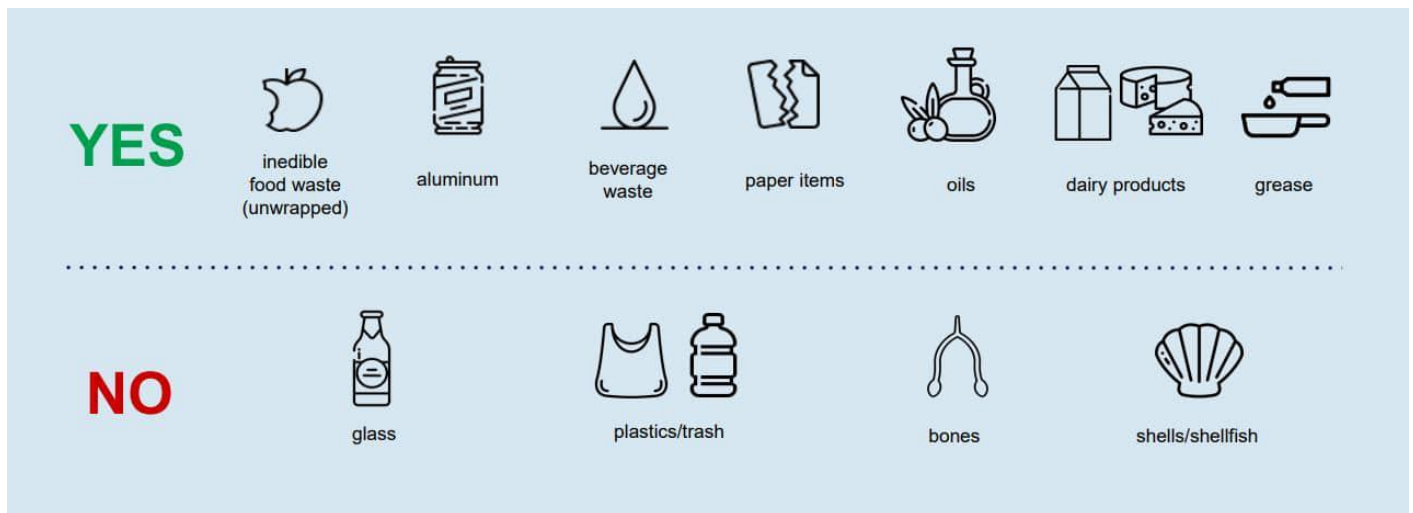 YES
inedible
food waste
(unwrapped)
aluminum
beverage
waste
paper items
oils
dairy products
grease
NO
glass
plastics/trash
bones
shells/shellfish